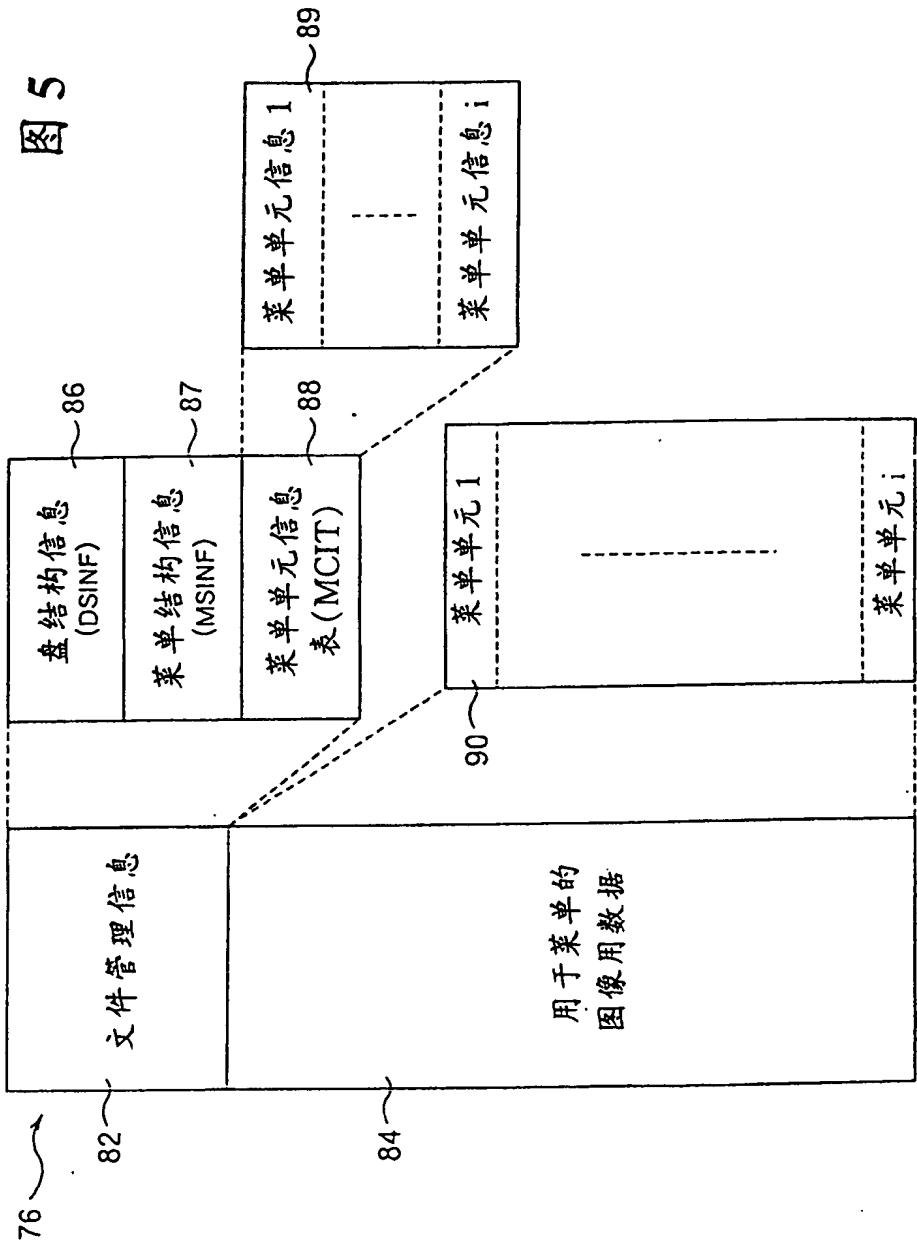 图5
76
82
文件管理信息
84
用于菜单的
图像用数据
盘结构信息
(DSINF)
86
菜单结构信息
(MSINF)
87
菜单单元信息
表(MCIT)
88
菜单单元信息1
89
菜单单元信息i
90
菜单单元1
菜单单元i